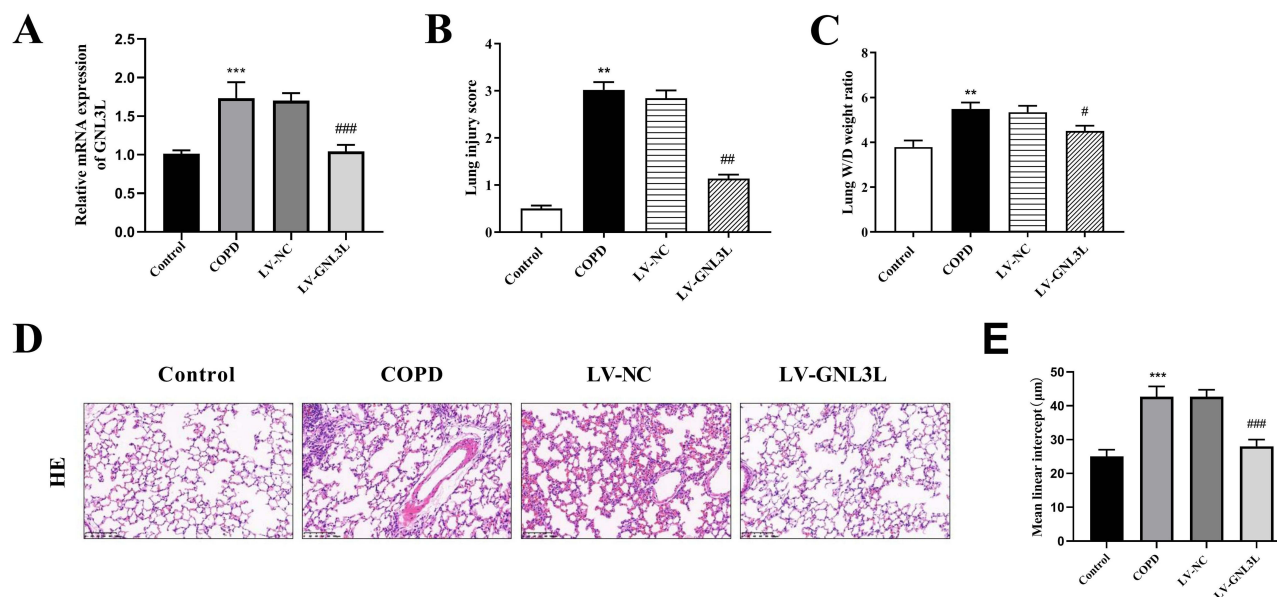 A
Relative mRNA expression
of GNL3L
2.5
2.0
1.5
1.0
0.5
0.0
***
###
Control
COPD
LV-NC
LV-GNL3L
B
Lung injury score
4
3
2
1
0
**
##
Control
COPD
LV-NC
LV-GNL3L
C
Lung W/D weight ratio
8
6
4
2
0
**
#
Control
COPD
LV-NC
LV-GNL3L
D
Control
COPD
LV-NC
LV-GNL3L
HE
E
Mean linear intercept (μm)
50
40
30
20
10
0
***
###
Control
COPD
LV-NC
LV-GNL3L